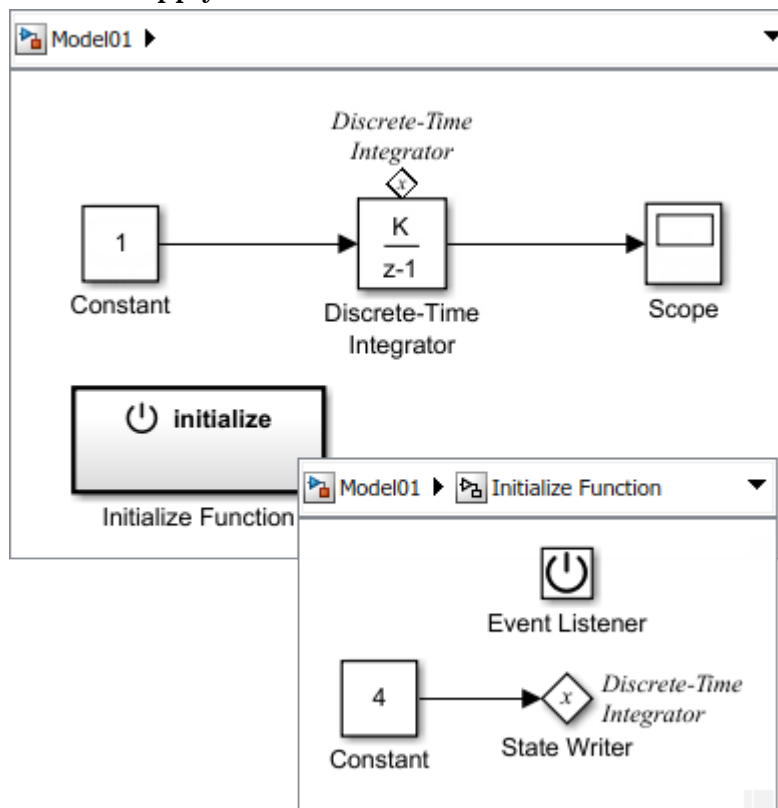 Model01
Discrete-Time
Integrator
x
1
K
z-1
Constant
Discrete-Time
Integrator
Scope
initialize
Initialize Function
Model01 Initialize Function
Event Listener
4
x
Discrete-Time
Integrator
Constant
State Writer